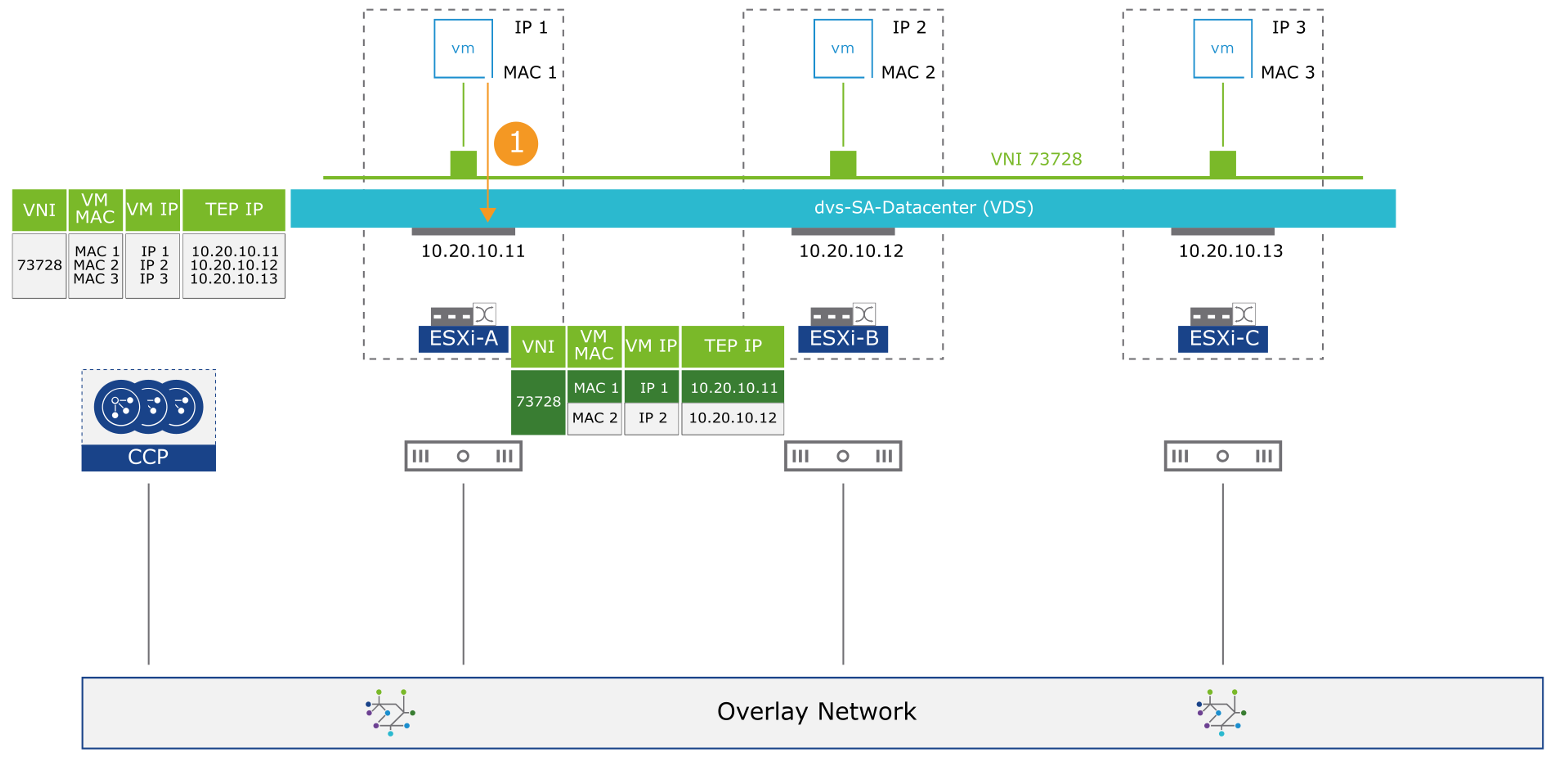 IP 1
vm
MAC 1
IP 2
vm
MAC 2
IP 3
vm
MAC 3
1
VNI 73728
dvs-SA-Datacenter (VDS)
VNI VM MAC VM IP TEP IP
73728
MAC 1 IP 1 10.20.10.11
MAC 2 IP 2 10.20.10.12
MAC 3 IP 3 10.20.10.13
10.20.10.11
10.20.10.12
10.20.10.13
ESXi-A
ESXi-B
ESXi-C
VNI VM MAC VM IP TEP IP
73728
MAC 1 IP 1 10.20.10.11
MAC 2 IP 2 10.20.10.12
CCP
Overlay Network